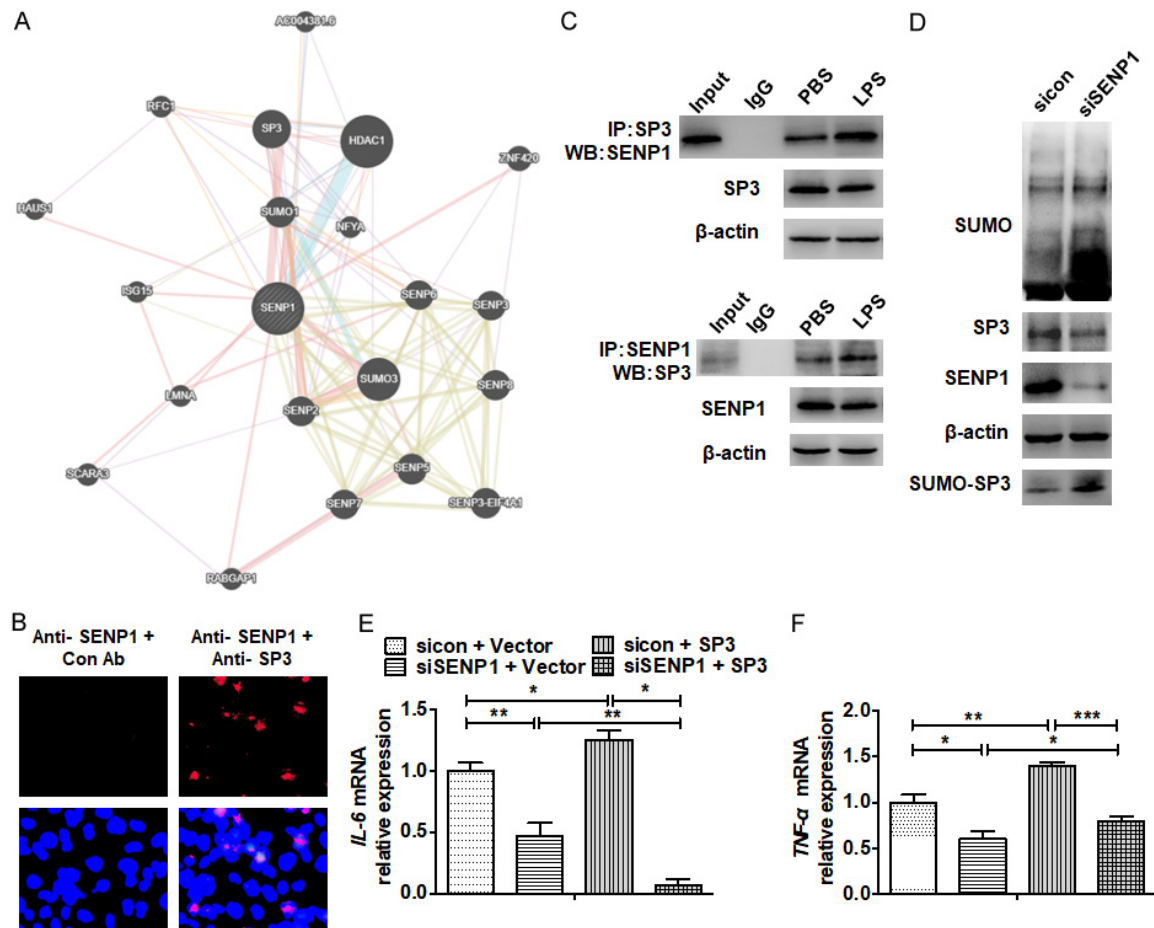 A
AC004381.6
RFC1
SP3
HDAC1
ZNF420
HAUS1
SUMO1
NFYA
ISG15
SENP1
SENP6
SENP3
SUMO3
SENP8
LMNA
SENP2
SCARA3
SENP5
SENP7
SENP3-EIF4A1
RABGAP1
B
Anti- SENP1 +
Con Ab
Anti- SENP1 +
Anti- SP3
C
Input IgG PBS LPS
IP:SP3
WB:SENP1
SP3
β-actin
Input IgG PBS LPS
IP:SENP1
WB:SP3
SENP1
β-actin
D
sicon siSENP1
SUMO
SP3
SENP1
β-actin
SUMO-SP3
E
sicon + Vector
sicon + SP3
siSENP1 + Vector
siSENP1 + SP3
* *
** **
IL-6 mRNA
relative expression
1.5
1.0
0.5
0.0
F
** ***
* *
TNF-α mRNA
relative expression
2.0
1.5
1.0
0.5
0.0